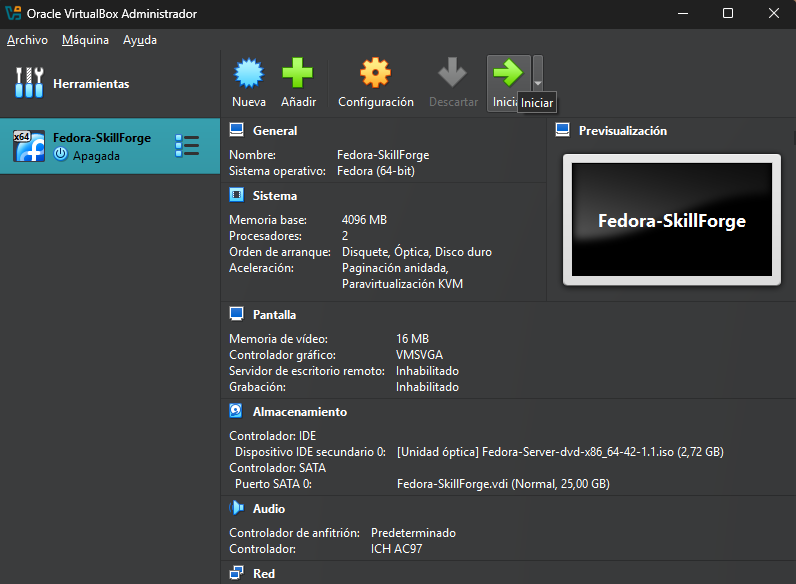 Oracle VirtualBox Administrador
Archivo Máquina Ayuda
Herramientas
Nueva Añadir Configuración Descartar Inicia Iniciar
x64 Fedora-SkillForge
Apagada
General
Nombre: Fedora-SkillForge
Sistema operativo: Fedora (64-bit)
Sistema
Memoria base: 4096 MB
Procesadores: 2
Orden de arranque: Disquete, Óptica, Disco duro
Aceleración: Paginación anidada,
Paravirtualización KVM
Previsualización
Fedora-SkillForge
Pantalla
Memoria de vídeo: 16 MB
Controlador gráfico: VMSVGA
Servidor de escritorio remoto: Inhabilitado
Grabación: Inhabilitado
Almacenamiento
Controlador: IDE
Dispositivo IDE secundario 0: [Unidad óptica] Fedora-Server-dvd-x86_64-42-1.1.iso (2,72 GB)
Controlador: SATA
Puerto SATA 0: Fedora-SkillForge.vdi (Normal, 25,00 GB)
Audio
Controlador de anfitrión: Predeterminado
Controlador: ICH AC97
Red